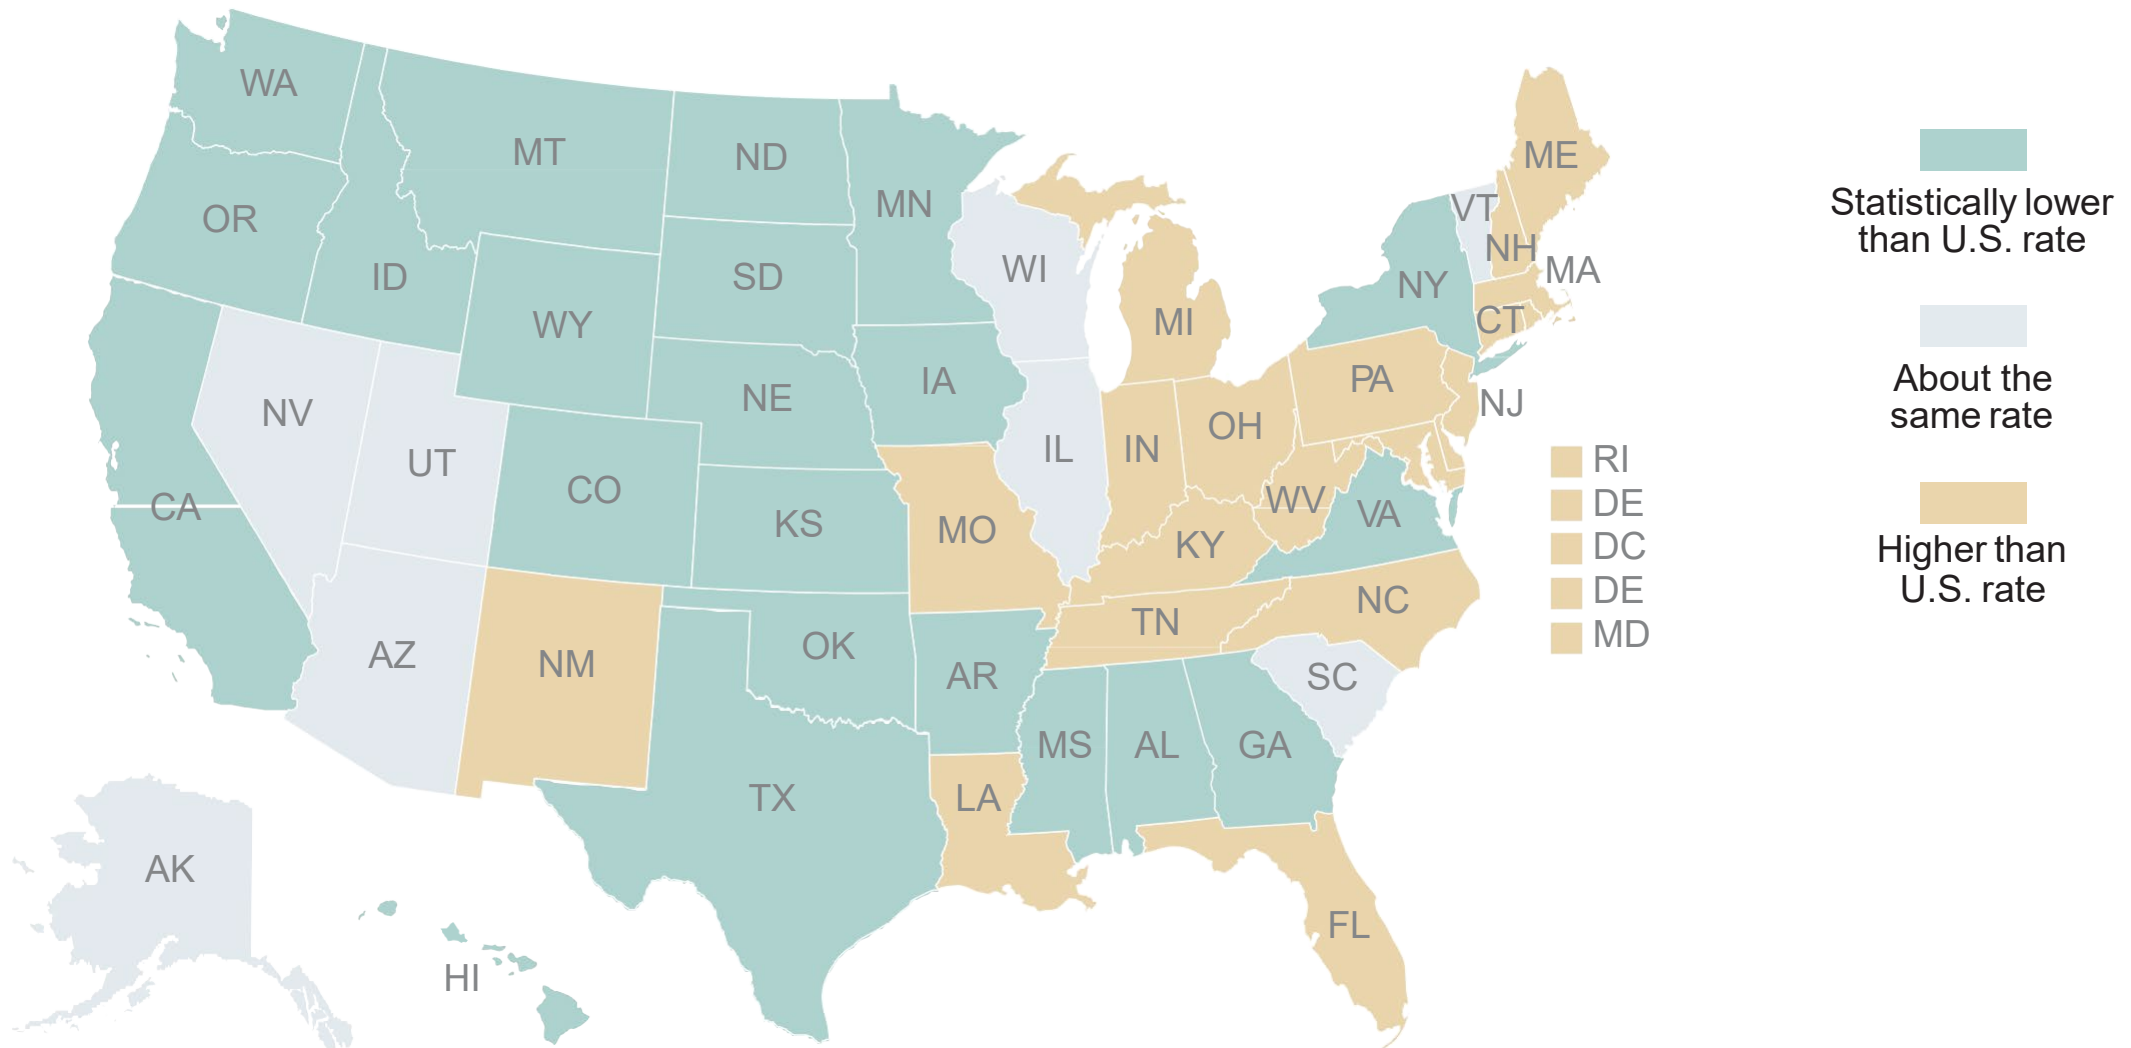 WA
MT
ND
MN
OR
ID
WY
SD
WI
MI
NY
VT
NH
ME
MA
CT
NV
UT
CO
NE
IA
IL
IN
OH
PA
NJ
CA
KS
MO
KY
WV
VA
AZ
NM
OK
AR
TN
NC
SC
TX
LA
MS
AL
GA
FL
AK
HI
RI
DE
DC
DE
MD
Statistically lower
than U.S. rate
About the
same rate
Higher than
U.S. rate